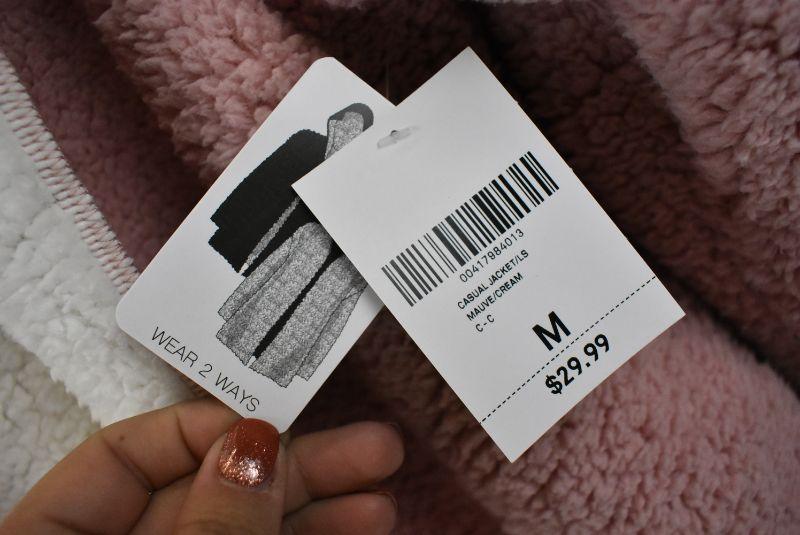 WEAR 2 WAYS
00417984013
CASUAL JACKET/LS
MAUVE/CREAM
C-C
M
$29.99